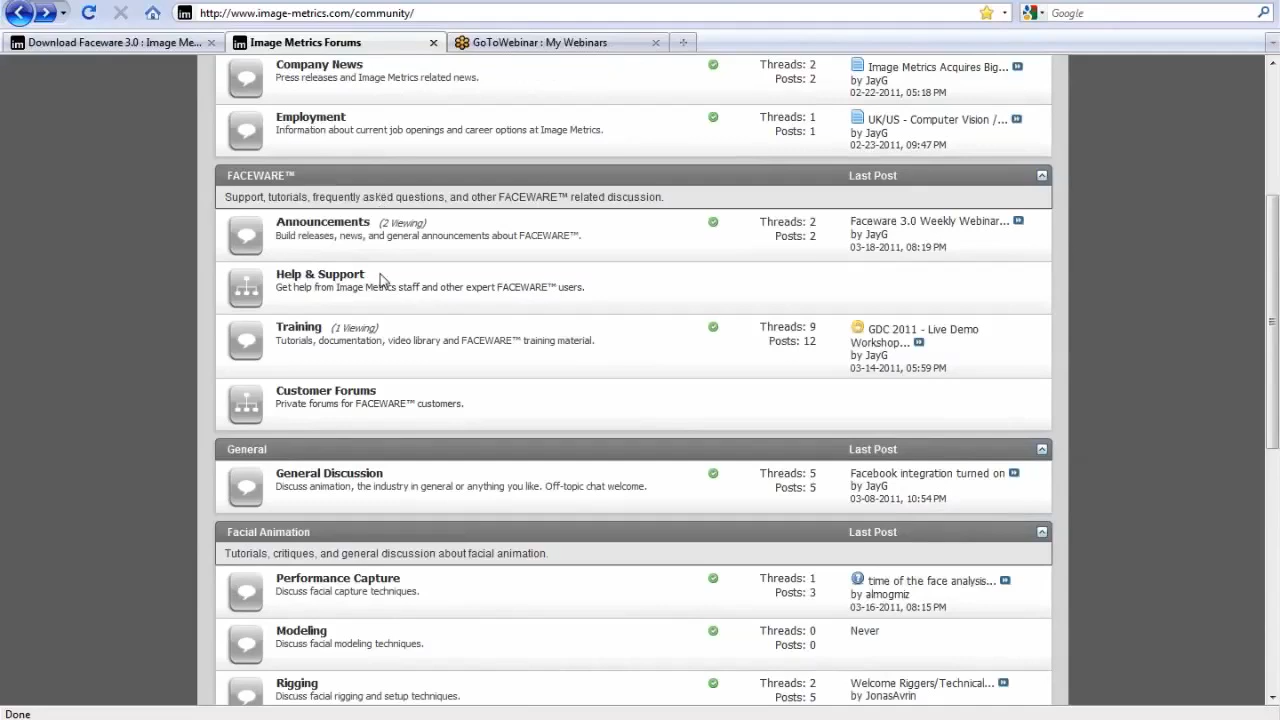 http://www.image-metrics.com/community/
Google
Download Faceware 3.0 : Image Me...
Image Metrics Forums
GoToWebinar : My Webinars
Company News
Press releases and Image Metrics related news.
Threads: 2
Posts: 2
Image Metrics Acquires Big...
by JayG
02-22-2011, 05:18 PM
Employment
Information about current job openings and career options at Image Metrics.
Threads: 1
Posts: 1
UK/US - Computer Vision /...
by JayG
02-23-2011, 09:47 PM
FACEWARE™
Last Post
Support, tutorials, frequently asked questions, and other FACEWARE™ related discussion.
Announcements (2 Viewing)
Build releases, news, and general announcements about FACEWARE™.
Threads: 2
Posts: 2
Faceware 3.0 Weekly Webinar...
by JayG
03-18-2011, 08:19 PM
Help & Support
Get help from Image Metrics staff and other expert FACEWARE™ users.
Training (1 Viewing)
Tutorials, documentation, video library and FACEWARE™ training material.
Threads: 9
Posts: 12
GDC 2011 - Live Demo
Workshop...
by JayG
03-14-2011, 05:59 PM
Customer Forums
Private forums for FACEWARE™ customers.
General
Last Post
General Discussion
Discuss animation, the industry in general or anything you like. Off-topic chat welcome.
Threads: 5
Posts: 5
Facebook integration turned on
by JayG
03-08-2011, 10:54 PM
Facial Animation
Last Post
Tutorials, critiques, and general discussion about facial animation.
Performance Capture
Discuss facial capture techniques.
Threads: 1
Posts: 3
time of the face analysis...
by almogmiz
03-16-2011, 08:15 PM
Modeling
Discuss facial modeling techniques.
Threads: 0
Posts: 0
Never
Rigging
Discuss facial rigging and setup techniques.
Threads: 2
Posts: 5
Welcome Riggers/Technical...
by JonasAvrin
Done